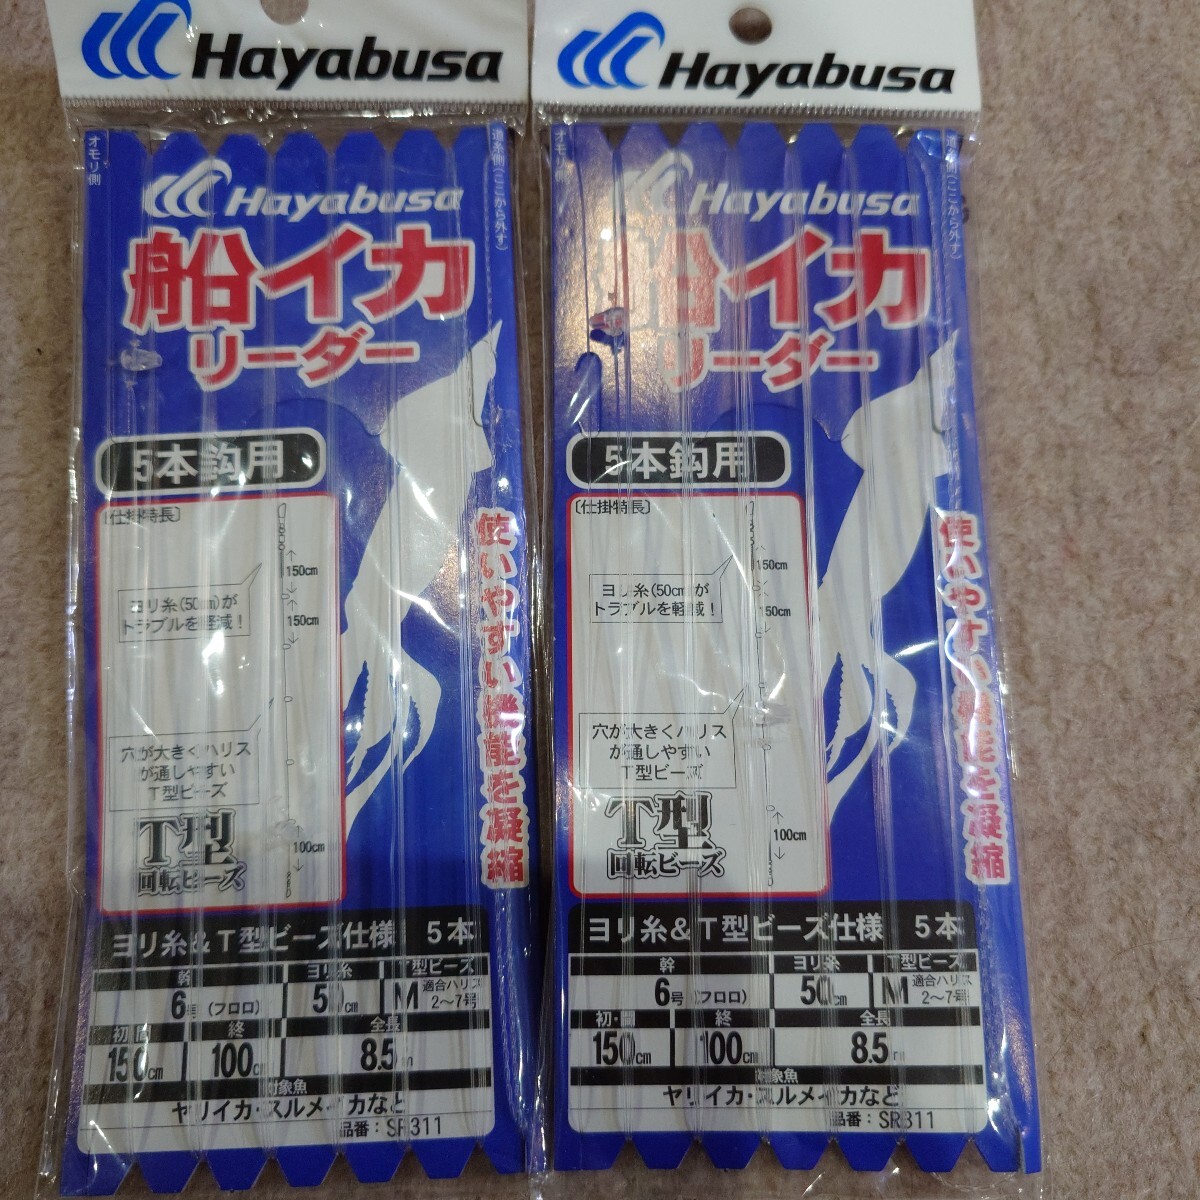 Hayabusa
オモリ側
道糸側(ここから外す)
Hayabusa
船イカ
リーダー
5本鈎用
[仕掛特長]
150cm
ヨリ糸(50cm)が
トラブルを軽減!
150cm
穴が大きくハリス
が通しやすい
T型ビーズ
T型
回転ビーズ
100cm
使いやすい機能を凝縮
ヨリ糸&T型ビーズ仕様 5本
幹 ヨリ糸 T型ビーズ
6号(フロロ) 50cm M 適合ハリス
2〜7号
初・間 終 全長
150cm 100cm 8.5m
対象魚
ヤリイカ・スルメイカなど
品番:SR311
Hayabusa
オモリ側
道糸側(ここから外す)
Hayabusa
船イカ
リーダー
5本鈎用
[仕掛特長]
150cm
ヨリ糸(50cm)が
トラブルを軽減!
150cm
穴が大きくハリス
が通しやすい
T型ビーズ
T型
回転ビーズ
100cm
使いやすい機能を凝縮
ヨリ糸&T型ビーズ仕様 5本
幹 ヨリ糸 T型ビーズ
6号(フロロ) 50cm M 適合ハリス
2〜7号
初・間 終 全長
150cm 100cm 8.5m
対象魚
ヤリイカ・スルメイカなど
品番:SR311